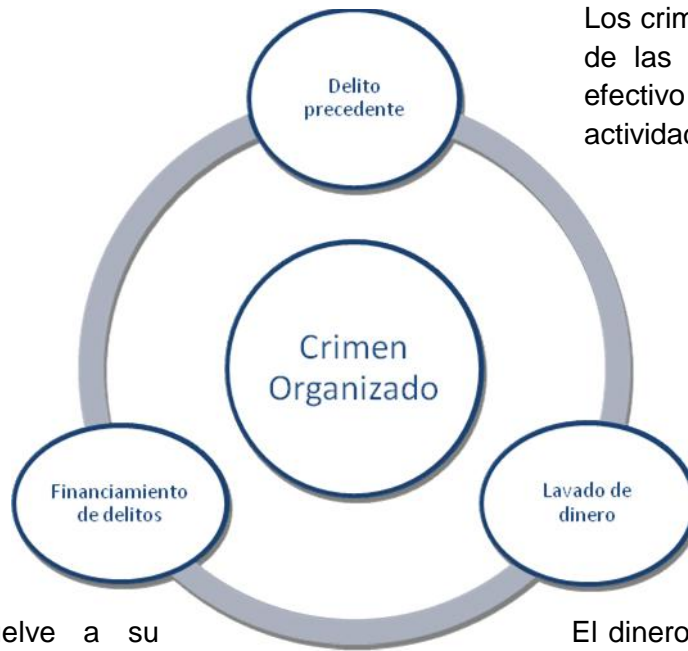 Los crim
de las
efectivo
actividad
Delito
precedente
Crimen
Organizado
Financiamiento
de delitos
Lavado de
dinero
elve a su
El dinero